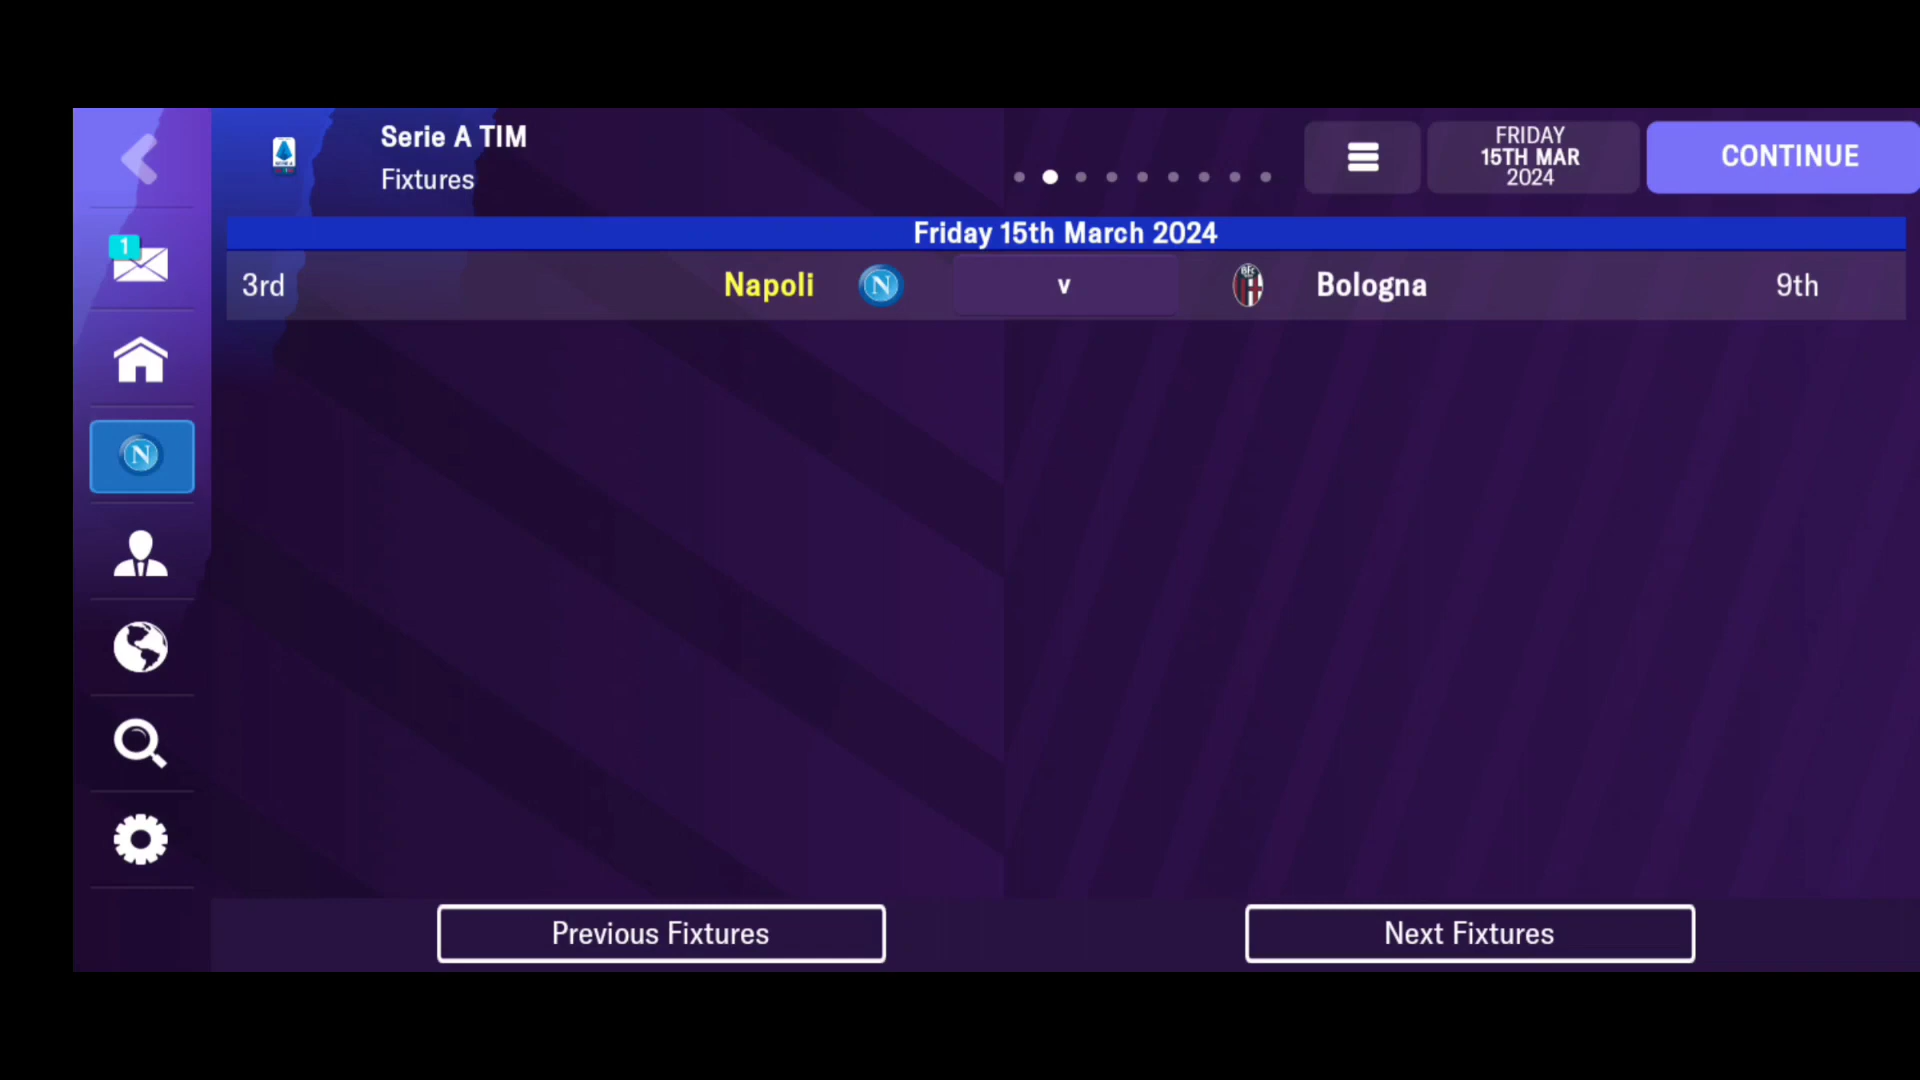 Serie A TIM
Fixtures
FRIDAY
15TH MAR
2024
CONTINUE
1
Friday 15th March 2024
3rd Napoli N v BFC Bologna 9th
N
Previous Fixtures Next Fixtures